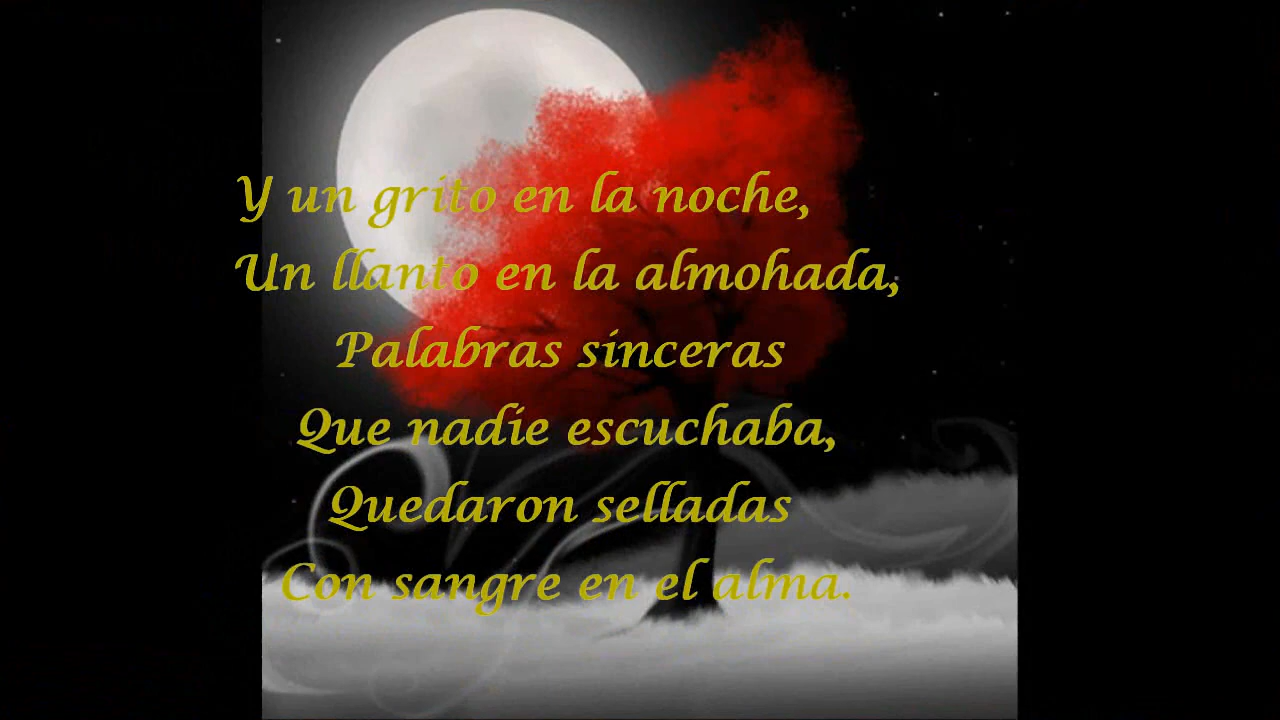 Y un grito en la noche,
Un llanto en la almohada,
Palabras sinceras
Que nadie escuchaba,
Quedaron selladas
Con sangre en el alma.